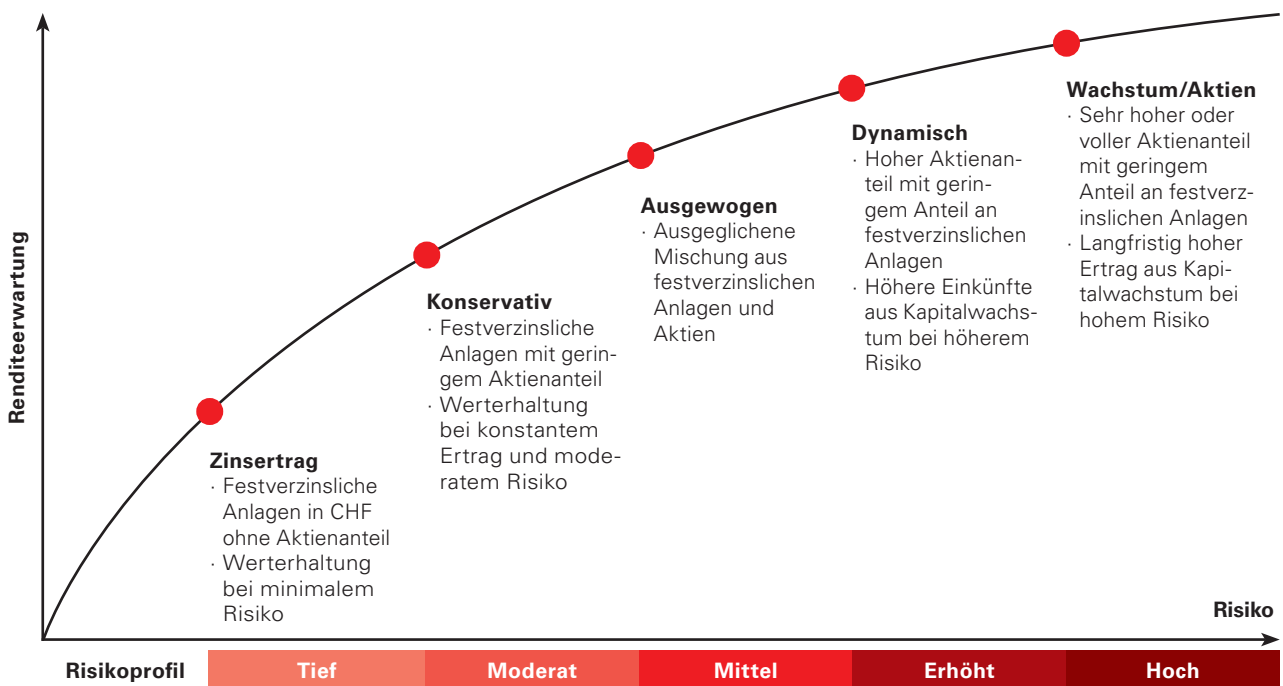 Renditeerwartung
Zinsertrag
· Festverzinsliche
Anlagen in CHF
ohne Aktienanteil
· Werterhaltung
bei minimalem
Risiko
Konservativ
· Festverzinsliche
Anlagen mit gerin-
gem Aktienanteil
· Werterhaltung
bei konstantem
Ertrag und mode-
ratem Risiko
Ausgewogen
· Ausgeglichene
Mischung aus
festverzinslichen
Anlagen und
Aktien
Dynamisch
· Hoher Aktienan-
teil mit gerin-
gem Anteil an
festverzinslichen
Anlagen
· Höhere Einkünfte
aus Kapitalwachs-
tum bei höherem
Risiko
Wachstum/Aktien
· Sehr hoher oder
voller Aktienanteil
mit geringem
Anteil an festverz-
inslichen Anlagen
· Langfristig hoher
Ertrag aus Kapi-
talwachstum bei
hohem Risiko
Risiko
Risikoprofil
Tief
Moderat
Mittel
Erhöht
Hoch